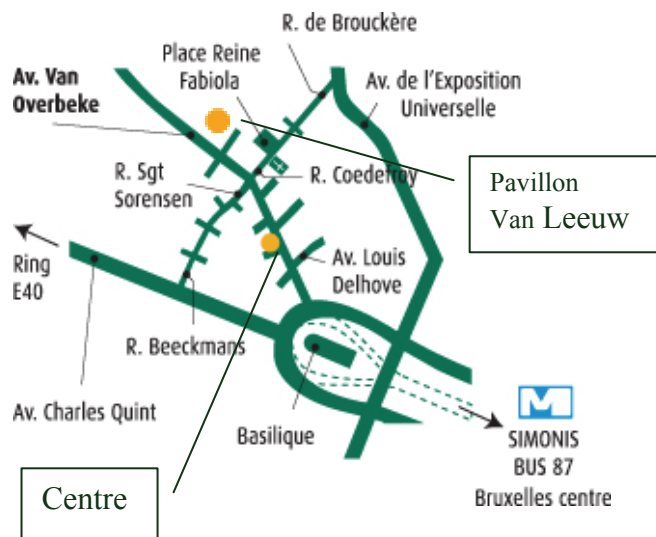 R. de Brouckère
Place Reine
Fabiola
Av. Van
Overbeke
Av. de l'Exposition
Universelle
R. Sgt
Sorensen
R. Coedefroy
Pavillon
Van Leeuw
Ring
E40
Av. Louis
Delhove
R. Beeckmans
Av. Charles Quint
Basilique
M
SIMONIS
BUS 87
Bruxelles centre
Centre